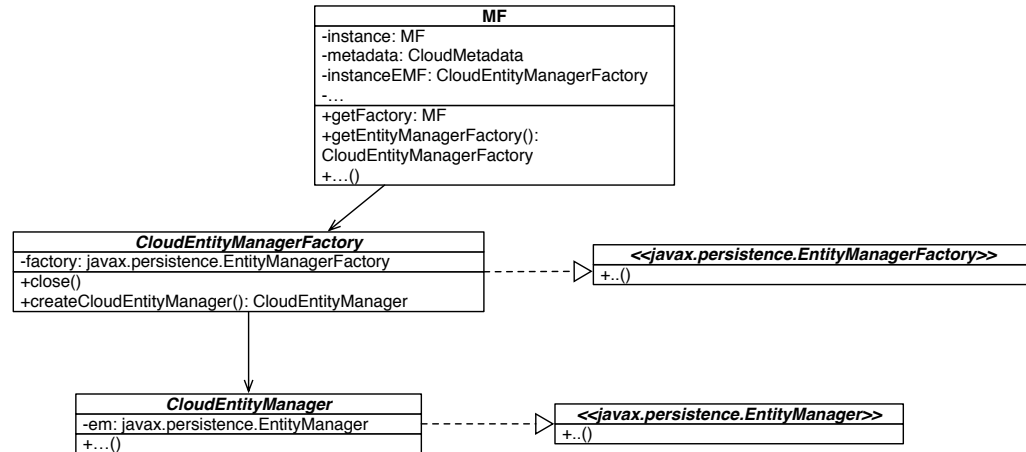 MF
-instance: MF
-metadata: CloudMetadata
-instanceEMF: CloudEntityManagerFactory
-...
+getFactory: MF
+getEntityManagerFactory():
CloudEntityManagerFactory
+...()
CloudEntityManagerFactory
-factory: javax.persistence.EntityManagerFactory
+close()
+createCloudEntityManager(): CloudEntityManager
<<javax.persistence.EntityManagerFactory>>
+..()
CloudEntityManager
-em: javax.persistence.EntityManager
+...()
<<javax.persistence.EntityManager>>
+..()